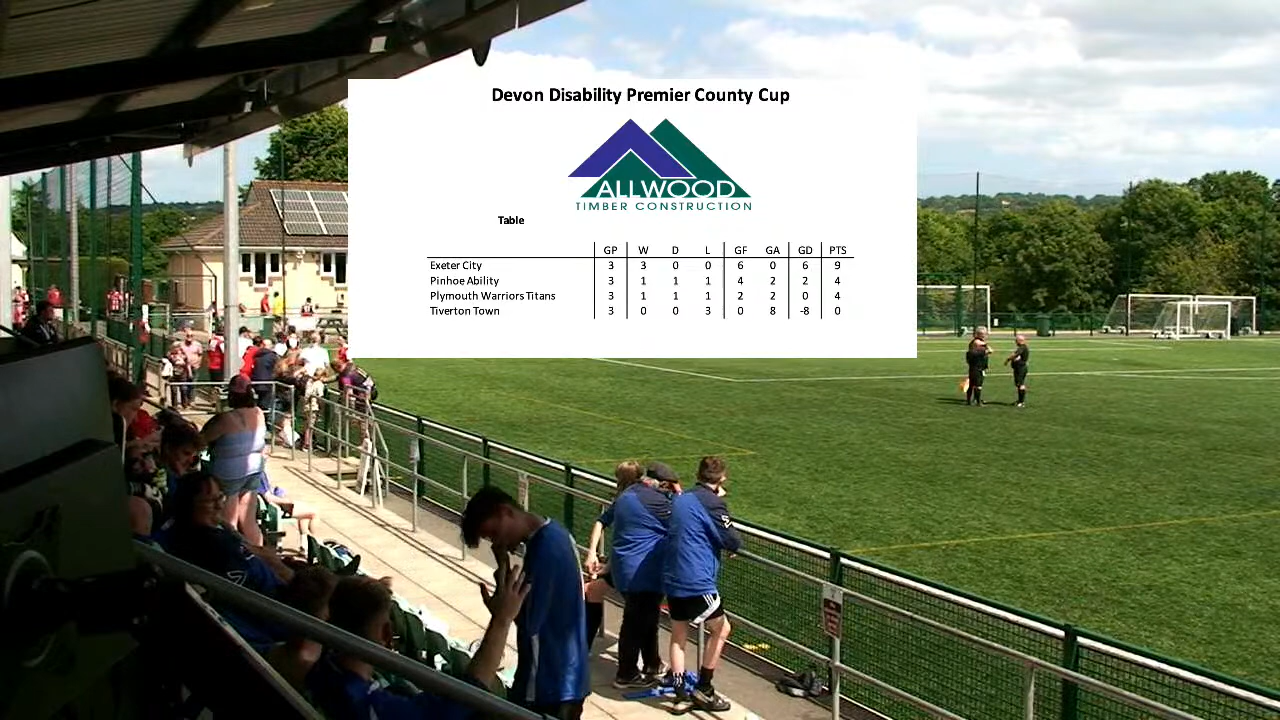 Devon Disability Premier County Cup
ALLWOOD
TIMBER CONSTRUCTION
Table
GP W D L GF GA GD PTS
Exeter City 3 3 0 0 6 0 6 9
Pinhoe Ability 3 1 1 1 4 2 2 4
Plymouth Warriors Titans 3 1 1 1 2 2 0 4
Tiverton Town 3 0 0 3 0 8 -8 0